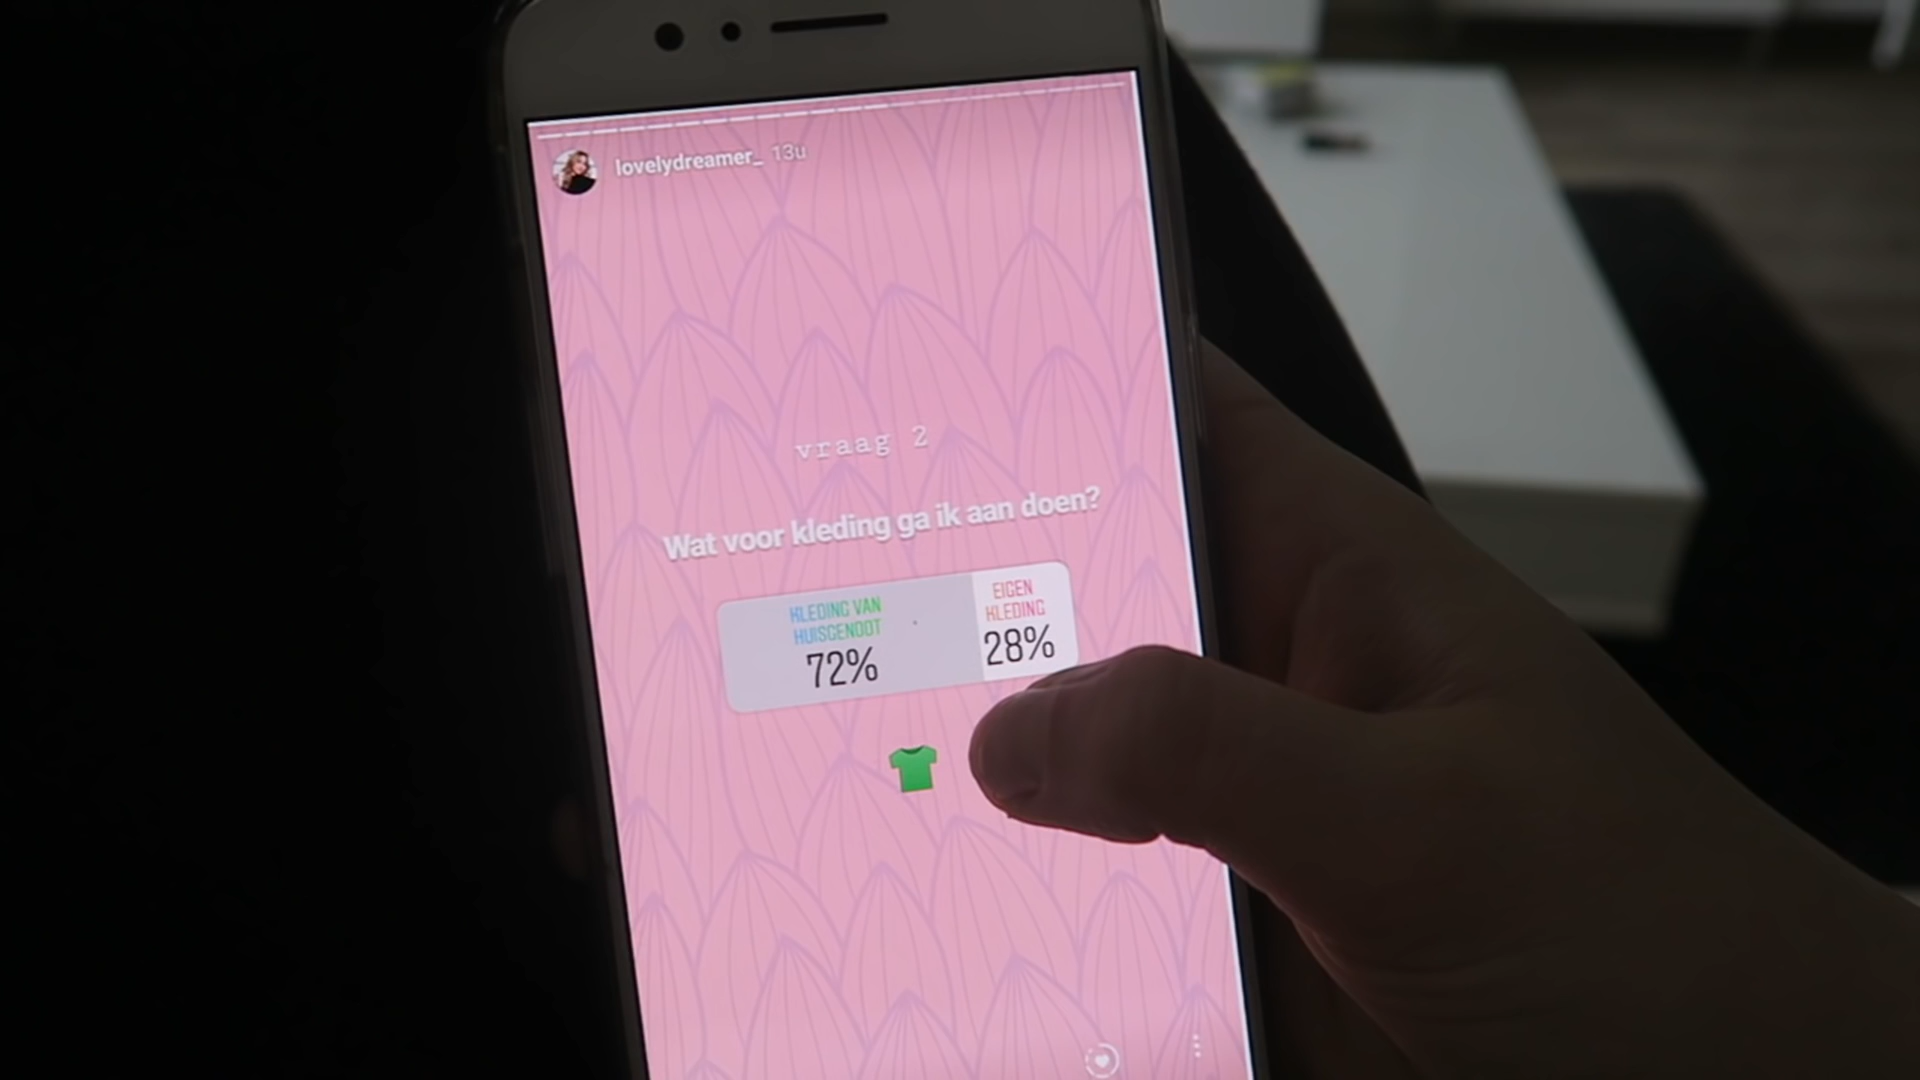 lovelydreamer_ 13u
vraag 2
Wat voor kleding ga ik aan doen?
KLEDING VAN
HUISGENOOT
72%
EIGEN
KLEDING
28%